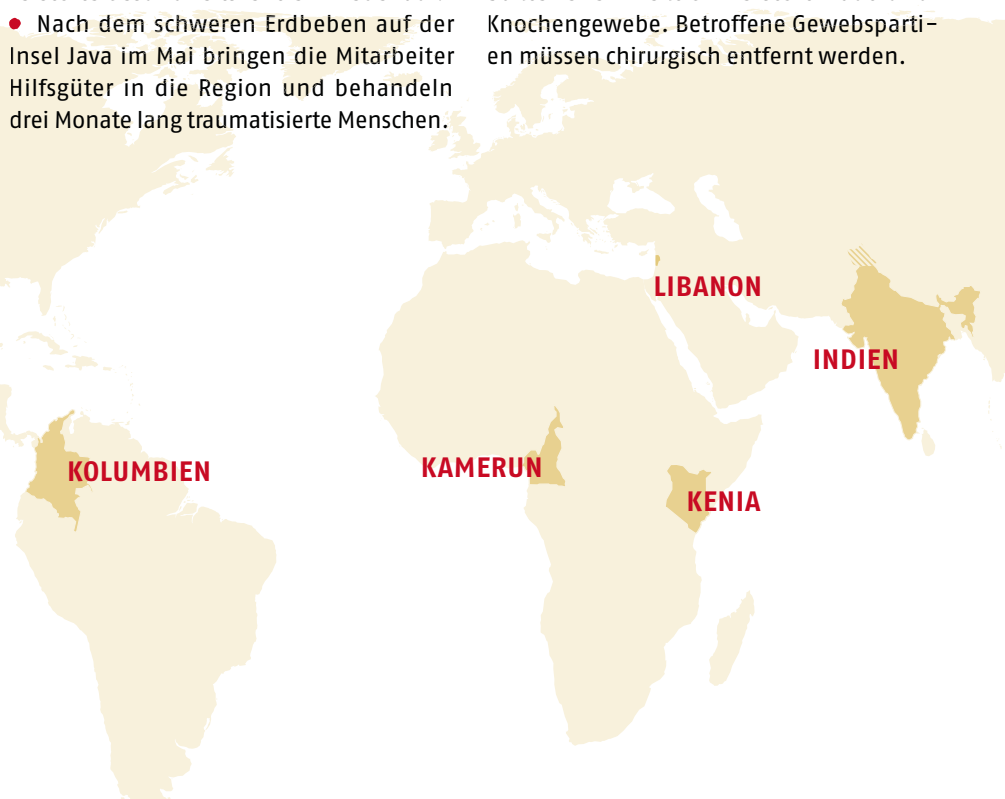 • Nach dem schweren Erdbeben auf der
Insel Java im Mai bringen die Mitarbeiter
Hilfsgüter in die Region und behandeln
drei Monate lang traumatisierte Menschen.
Knochengewebe. Betroffene Gewebsparti-
en müssen chirurgisch entfernt werden.
LIBANON
INDIEN
KOLUMBIEN
KAMERUN
KENIA